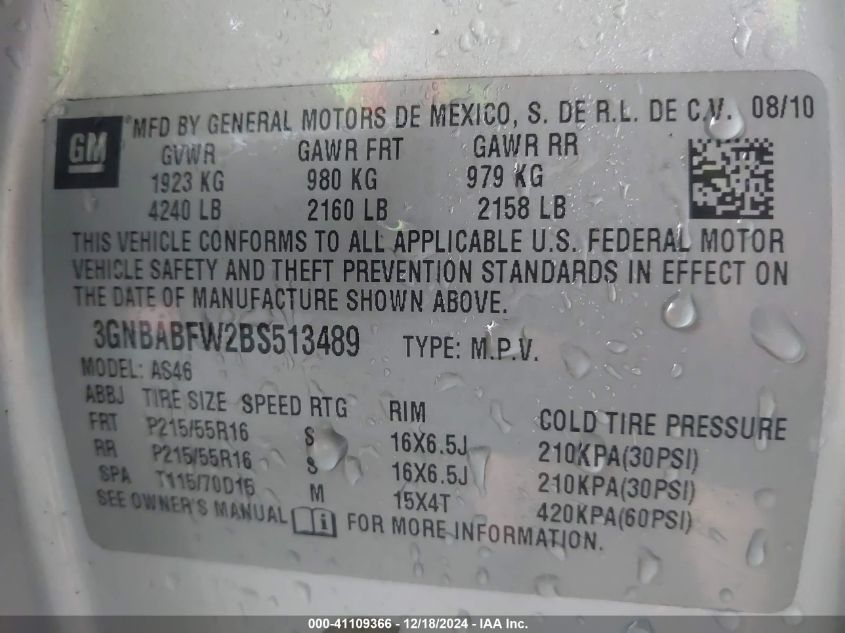 GM ®MFD BY GENERAL MOTORS DE MEXICO, S. DE R.L. DE C.V. 08/10
GVWR GAWR FRT GAWR RR
1923 KG 980 KG 979 KG
4240 LB 2160 LB 2158 LB
THIS VEHICLE CONFORMS TO ALL APPLICABLE U.S. FEDERAL MOTOR
VEHICLE SAFETY AND THEFT PREVENTION STANDARDS IN EFFECT ON
THE DATE OF MANUFACTURE SHOWN ABOVE.
3GNBABFW2BS513489 TYPE: M.P.V.
MODEL: AS46
ABBJ TIRE SIZE SPEED RTG RIM COLD TIRE PRESSURE
FRT P215/55R16 S 16X6.5J 210KPA(30PSI)
RR P215/55R16 S 16X6.5J 210KPA(30PSI)
SPA T115/70D15 M 15X4T 420KPA(60PSI)
SEE OWNER'S MANUAL i FOR MORE INFORMATION.
000-41109366 - 12/18/2024 - IAA Inc.